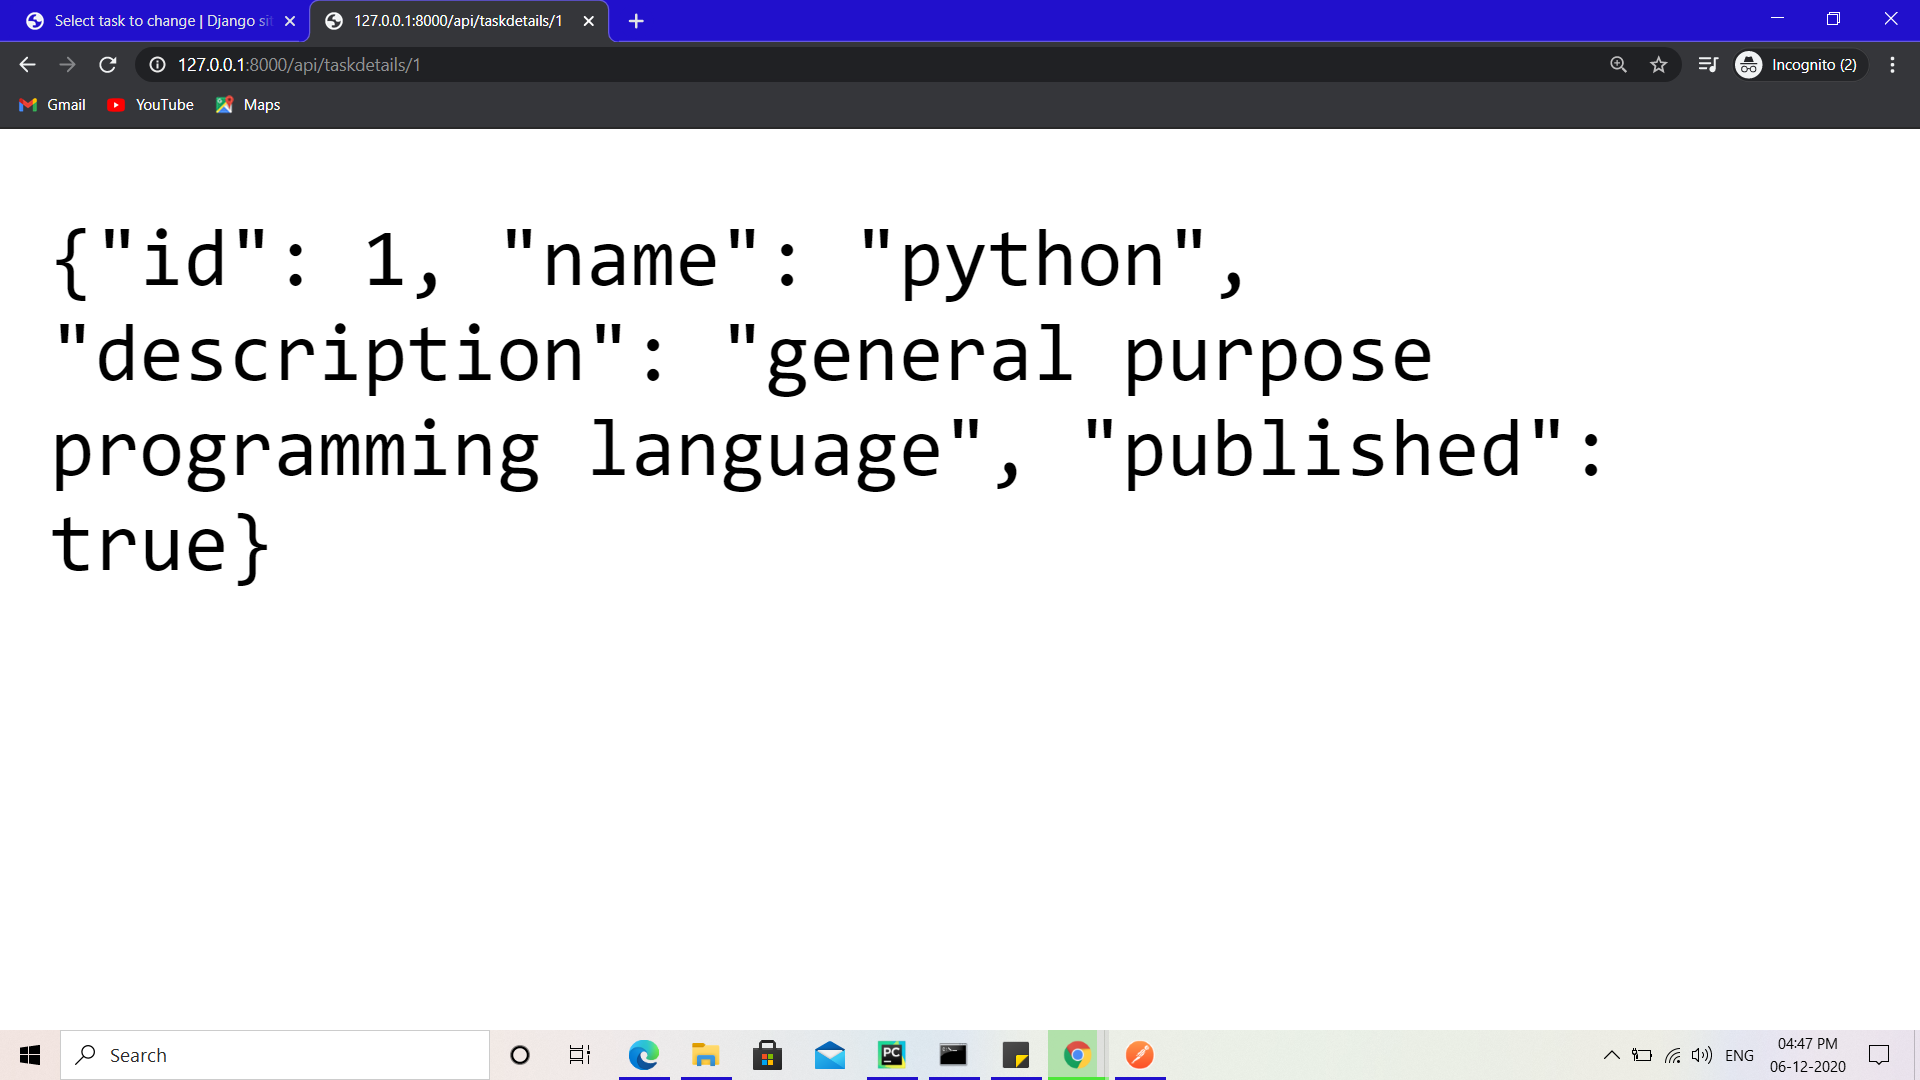 Select task to change | Django sit
127.0.0.1:8000/api/taskdetails/1
127.0.0.1:8000/api/taskdetails/1
Incognito (2)
Gmail YouTube Maps
{"id": 1, "name": "python",
"description": "general purpose
programming language", "published":
true}
Search
PC
ENG
04:47 PM
06-12-2020